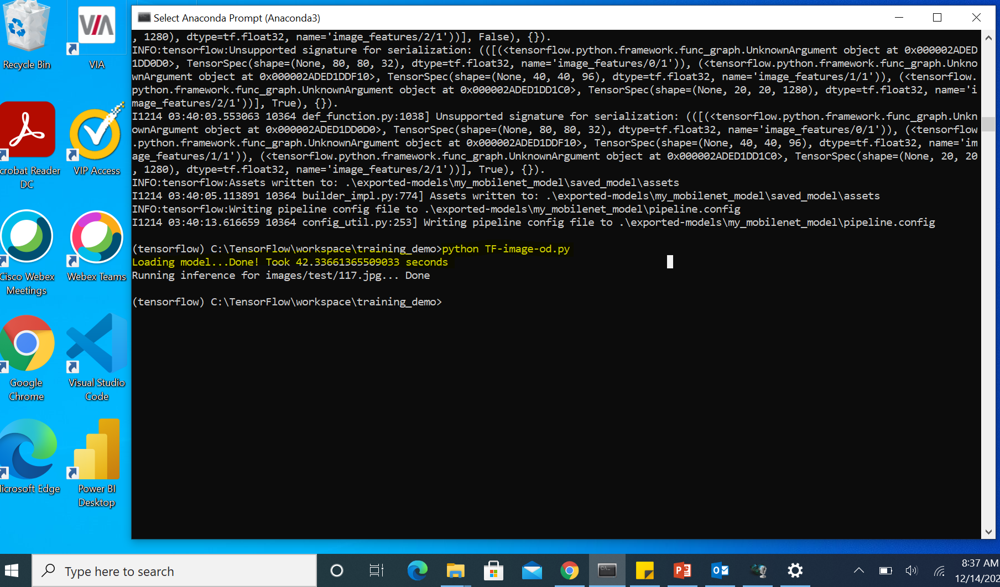 Select Anaconda Prompt (Anaconda3)
, 1280), dtype=tf.float32, name='image_features/2/1'))], False), {}).
INFO:tensorflow:Unsupported signature for serialization: (([(<tensorflow.python.framework.func_graph.UnknownArgument object at 0x000002ADED
1DD0D0>, TensorSpec(shape=(None, 80, 80, 32), dtype=tf.float32, name='image_features/0/1')), (<tensorflow.python.framework.func_graph.Unkno
wnArgument object at 0x000002ADED1DDF10>, TensorSpec(shape=(None, 40, 40, 96), dtype=tf.float32, name='image_features/1/1')), (<tensorflow.
python.framework.func_graph.UnknownArgument object at 0x000002ADED1DD1C0>, TensorSpec(shape=(None, 20, 20, 1280), dtype=tf.float32, name='i
mage_features/2/1'))], True), {}).
I1214 03:40:03.553063 10364 def_function.py:1038] Unsupported signature for serialization: (([(<tensorflow.python.framework.func_graph.Unkn
ownArgument object at 0x000002ADED1DD0D0>, TensorSpec(shape=(None, 80, 80, 32), dtype=tf.float32, name='image_features/0/1')), (<tensorflow
.python.framework.func_graph.UnknownArgument object at 0x000002ADED1DDF10>, TensorSpec(shape=(None, 40, 40, 96), dtype=tf.float32, name='im
age_features/1/1')), (<tensorflow.python.framework.func_graph.UnknownArgument object at 0x000002ADED1DD1C0>, TensorSpec(shape=(None, 20, 20
, 1280), dtype=tf.float32, name='image_features/2/1'))], True), {}).
INFO:tensorflow:Assets written to: .\exported-models\my_mobilenet_model\saved_model\assets
I1214 03:40:05.113891 10364 builder_impl.py:774] Assets written to: .\exported-models\my_mobilenet_model\saved_model\assets
INFO:tensorflow:Writing pipeline config file to .\exported-models\my_mobilenet_model\pipeline.config
I1214 03:40:13.616659 10364 config_util.py:253] Writing pipeline config file to .\exported-models\my_mobilenet_model\pipeline.config
(tensorflow) C:\TensorFlow\workspace\training_demo>python TF-image-od.py
Loading model...Done! Took 42.33661365509033 seconds
Running inference for images/test/117.jpg... Done
(tensorflow) C:\TensorFlow\workspace\training_demo>
Recycle Bin
VIA
VIA
crobat Reader
DC
VIP Access
Cisco Webex
Meetings
Webex Teams
Google
Chrome
Visual Studio
Code
icrosoft Edge
Power BI
Desktop
Type here to search
8:37 AM
12/14/202